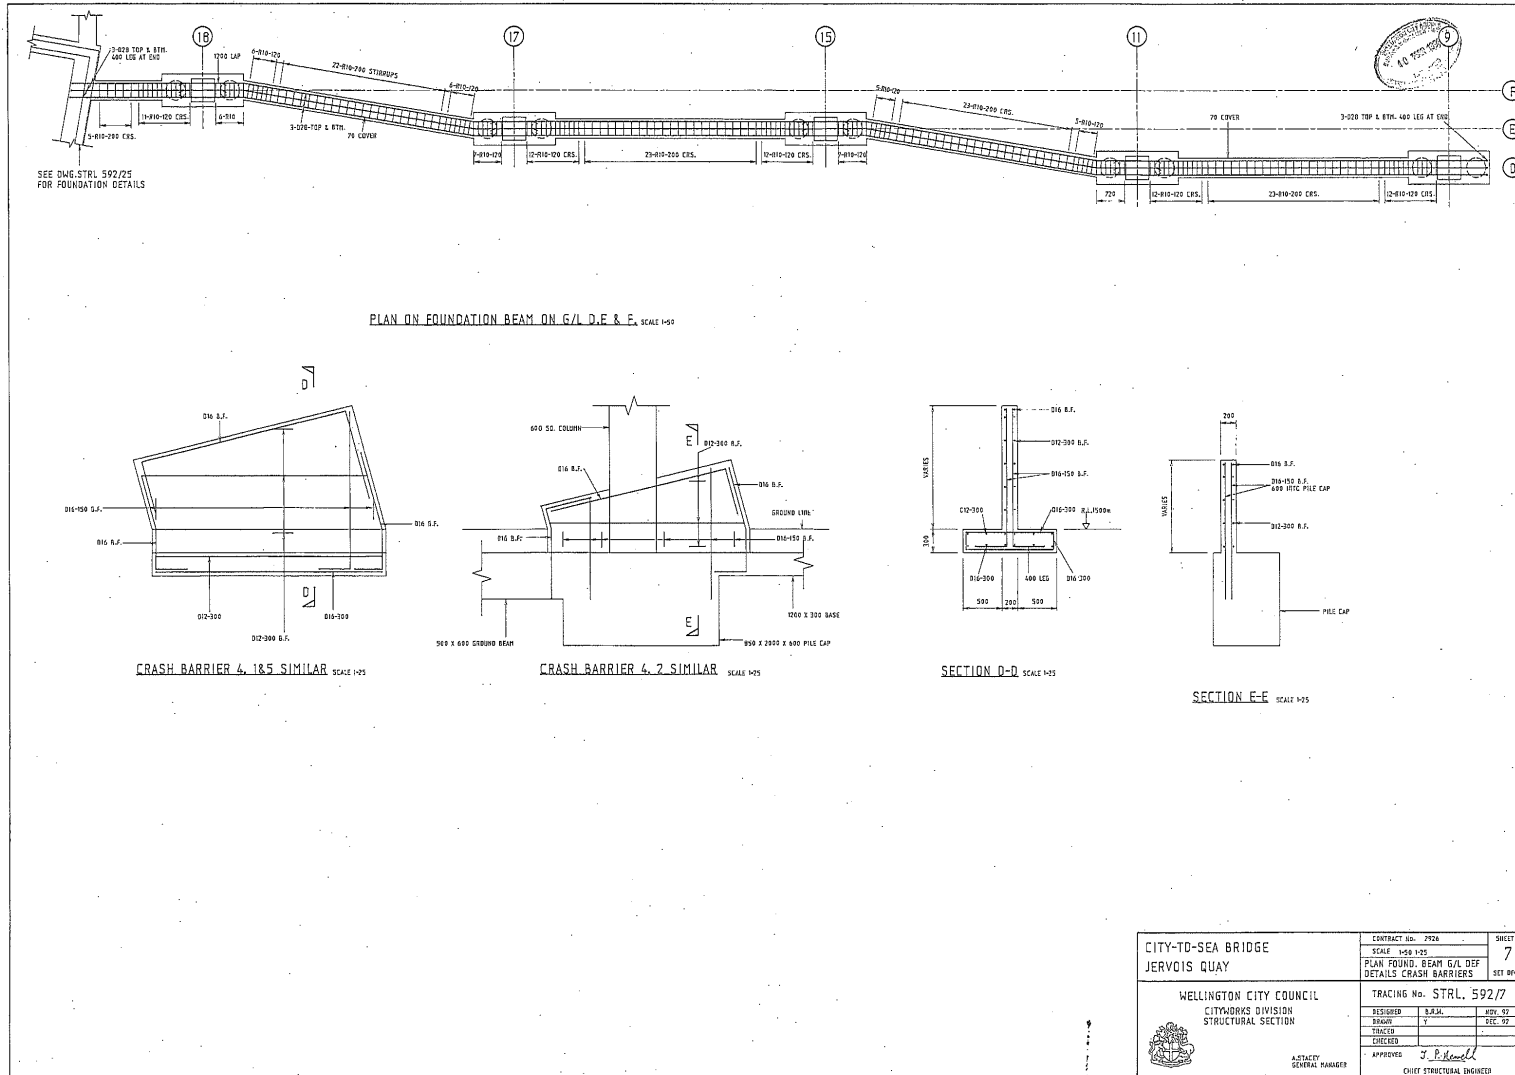 18
17
15
11
9
F
E
D
3-D28 TOP & BTM.
400 LEG AT END
1200 LAP
6-R10-120
22-R10-200 STIRRUPS
6-R10-120
5-R10-120
23-R10-200 CRS.
5-R10-120
70 COVER
3-D28 TOP & BTM. 400 LEG AT END
11-R10-120 CRS.
6-R10
5-R10-200 CRS.
3-D28-TOP & BTM.
70 COVER
7-R10-120
12-R10-120 CRS.
23-R10-200 CRS.
12-R10-120 CRS.
7-R10-120
720
12-R10-120 CRS.
23-R10-200 CRS.
12-R10-120 CRS.
SEE DWG.STRL 592/25
FOR FOUNDATION DETAILS
PLAN ON FOUNDATION BEAM ON G/L D.E & F. SCALE 1-50
D
D16 B.F.
D16-150 B.F.
D16 B.F.
D16 B.F.
D
D12-300
D16-300
D12-300 B.F.
CRASH BARRIER 4, 1&5 SIMILAR SCALE 1-25
600 SQ. COLUMN
E
D12-300 B.F.
D16 B.F.
D16 B.F.
GROUND LINE
D16 B.F.
D16-150 B.F.
E
1200 X 300 BASE
500 X 600 GROUND BEAM
850 X 2000 X 600 PILE CAP
CRASH BARRIER 4, 2 SIMILAR SCALE 1-25
D16 B.F.
D12-300 B.F.
VARIES
D16-150 B.F.
D16-300
R.L.1500m
300
D16-300
400 LEG
D16-300
500
200
500
SECTION D-D SCALE 1-25
200
D16 B.F.
D16-150 B.F.
600 INTO PILE CAP
VARIES
D12-300 B.F.
PILE CAP
SECTION E-E SCALE 1-25
CITY-TO-SEA BRIDGE
JERVOIS QUAY
CONTRACT No. 2926
SCALE 1-50 1-25
PLAN FOUND. BEAM G/L DEF
DETAILS CRASH BARRIERS
SHEET
7
SET OF
WELLINGTON CITY COUNCIL
CITYWORKS DIVISION
STRUCTURAL SECTION
A.STACEY
GENERAL MANAGER
TRACING No. STRL. 592/7
DESIGNED B.R.M. NOV. 92
DRAWN Y DEC. 92
TRACED
CHECKED
APPROVED
CHIEF STRUCTURAL ENGINEER